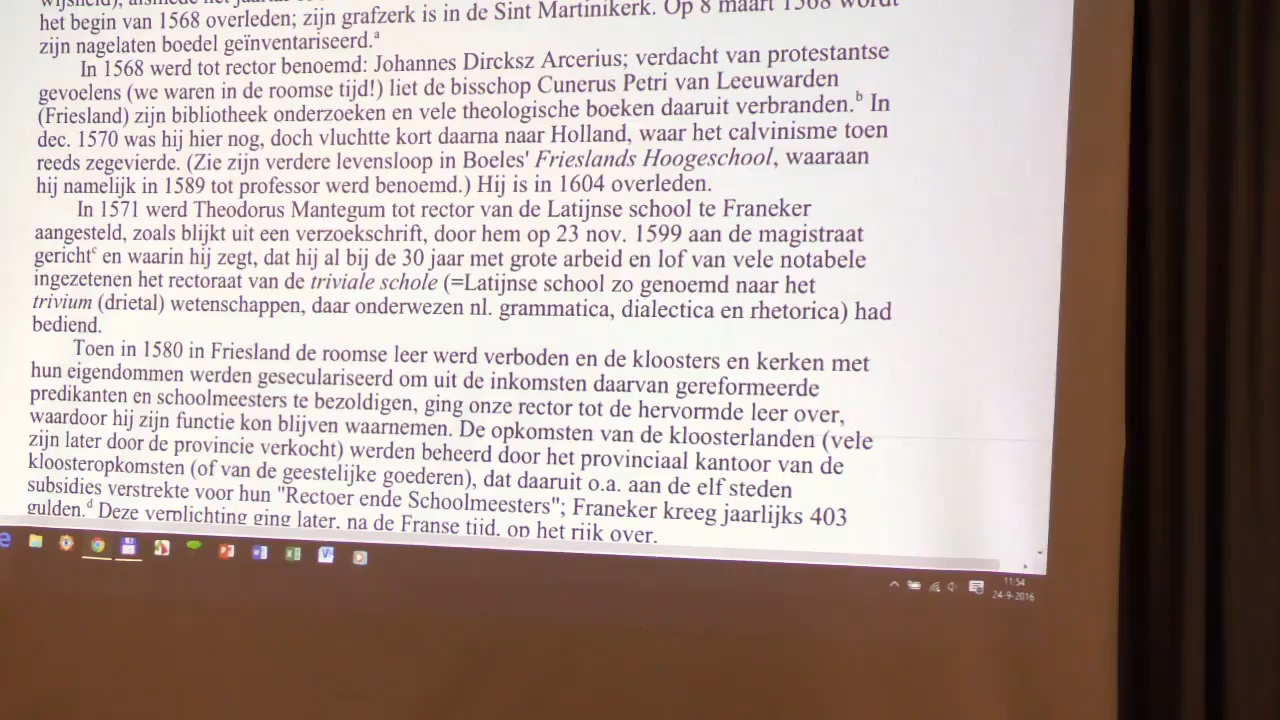 wijsheid), alsmede het jaartal
het begin van 1568 overleden; zijn grafzerk is in de Sint Martinikerk. Op 8 maart 1568 wordt
zijn nagelaten boedel geïnventariseerd.ª
In 1568 werd tot rector benoemd: Johannes Dircksz Arcerius; verdacht van protestantse
gevoelens (we waren in de roomse tijd!) liet de bisschop Cunerus Petri van Leeuwarden
(Friesland) zijn bibliotheek onderzoeken en vele theologische boeken daaruit verbranden.ᵇ In
dec. 1570 was hij hier nog, doch vluchtte kort daarna naar Holland, waar het calvinisme toen
reeds zegevierde. (Zie zijn verdere levensloop in Boeles' Frieslands Hoogeschool, waaraan
hij namelijk in 1589 tot professor werd benoemd.) Hij is in 1604 overleden.
In 1571 werd Theodorus Mantegum tot rector van de Latijnse school te Franeker
aangesteld, zoals blijkt uit een verzoekschrift, door hem op 23 nov. 1599 aan de magistraat
gerichtᶜ en waarin hij zegt, dat hij al bij de 30 jaar met grote arbeid en lof van vele notabele
ingezetenen het rectoraat van de triviale schole (=Latijnse school zo genoemd naar het
trivium (drietal) wetenschappen, daar onderwezen nl. grammatica, dialectica en rhetorica) had
bediend.
Toen in 1580 in Friesland de roomse leer werd verboden en de kloosters en kerken met
hun eigendommen werden geseculariseerd om uit de inkomsten daarvan gereformeerde
predikanten en schoolmeesters te bezoldigen, ging onze rector tot de hervormde leer over,
waardoor hij zijn functie kon blijven waarnemen. De opkomsten van de kloosterlanden (vele
zijn later door de provincie verkocht) werden beheerd door het provinciaal kantoor van de
kloosteropkomsten (of van de geestelijke goederen), dat daaruit o.a. aan de elf steden
subsidies verstrekte voor hun "Rectoer ende Schoolmeesters"; Franeker kreeg jaarlijks 403
gulden.ᵈ Deze verplichting ging later, na de Franse tijd, op het rijk over.
11:54
24-9-2016